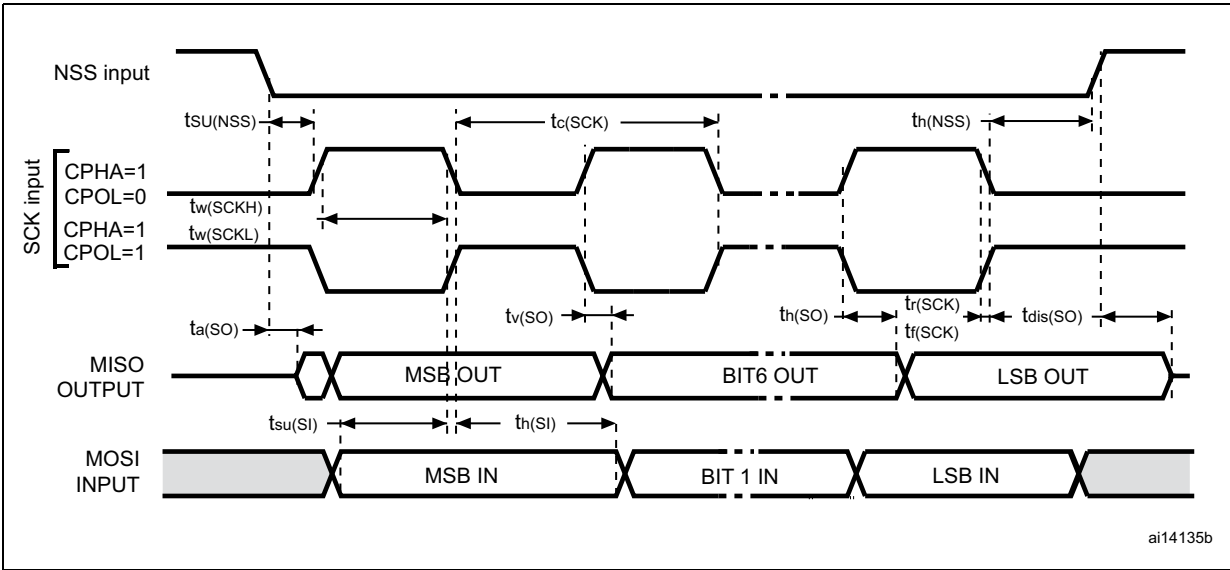 NSS input
tSU(NSS)
tc(SCK)
th(NSS)
SCK input
CPHA=1
CPOL=0
tw(SCKH)
CPHA=1
tw(SCKL)
CPOL=1
ta(SO)
tv(SO)
th(SO)
tr(SCK)
tf(SCK)
tdis(SO)
MISO
OUTPUT
MSB OUT
BIT6 OUT
LSB OUT
tsu(SI)
th(SI)
MOSI
INPUT
MSB IN
BIT 1 IN
LSB IN
ai14135b